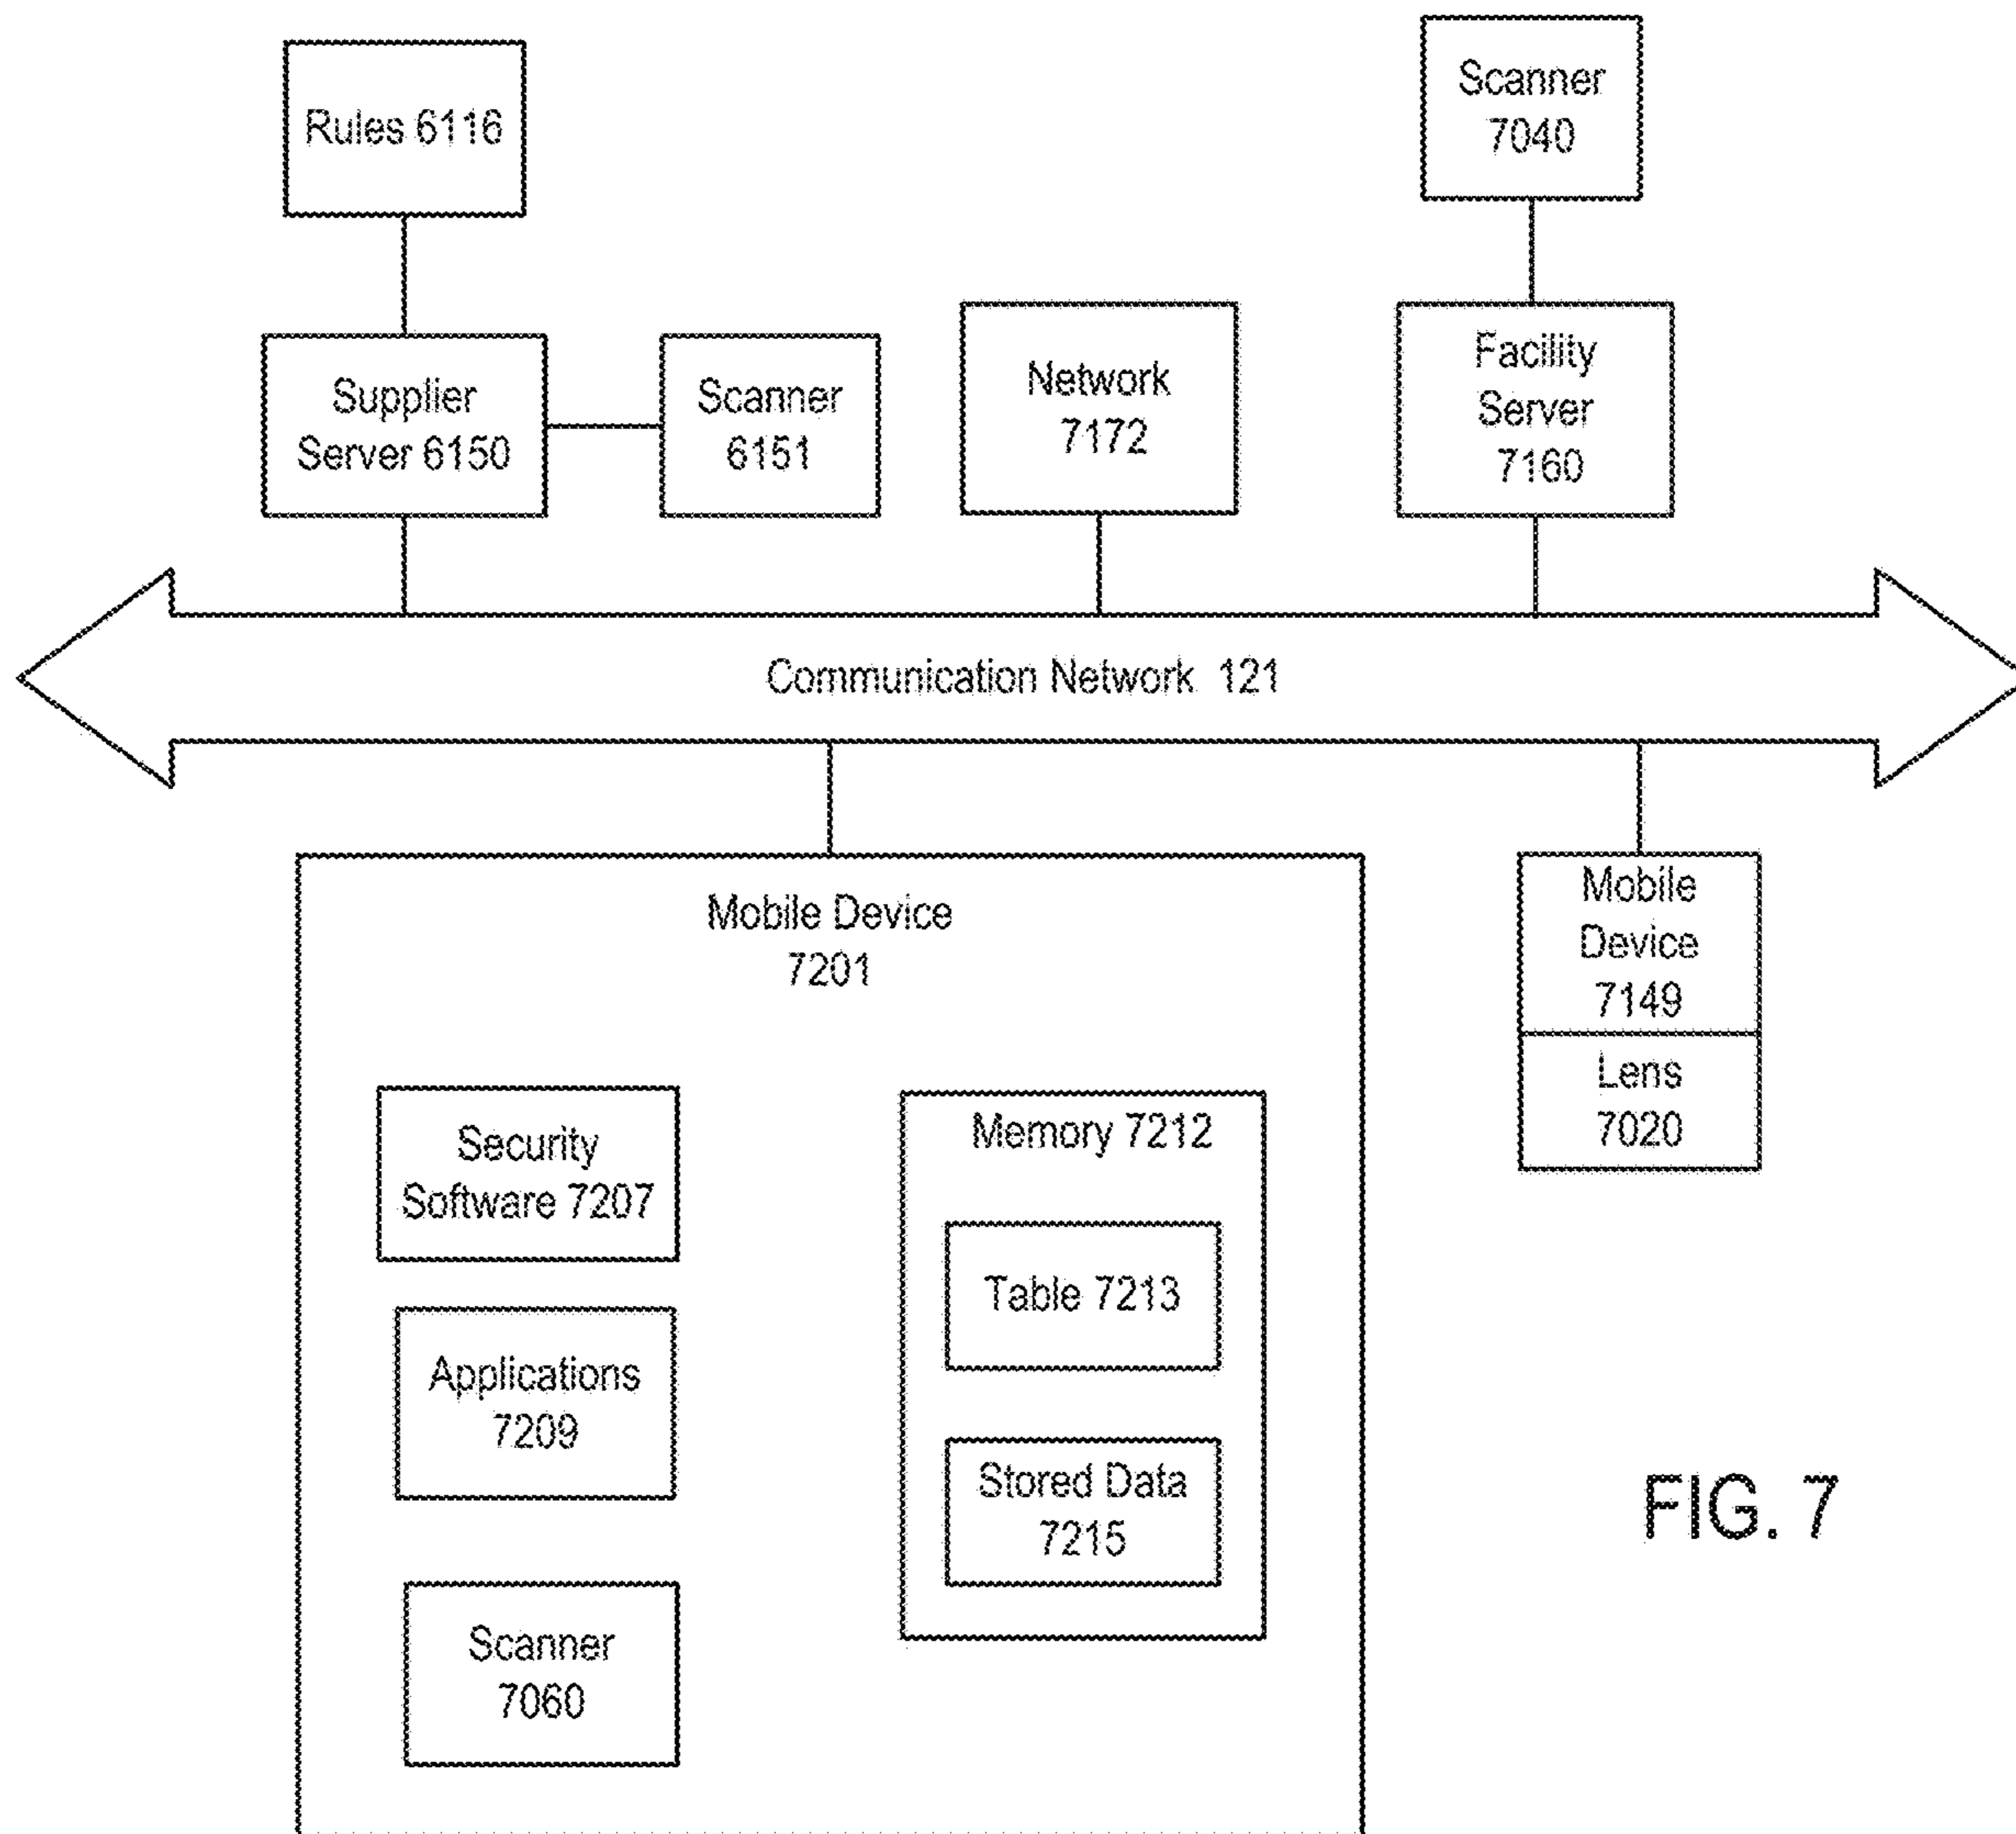 Rules 6116
Scanner
7040
Supplier
Server 6150
Scanner
6151
Network
7172
Facility
Server
7160
Communication Network 121
Mobile Device
7201
Mobile
Device
7149
Lens
7020
Security
Software 7207
Applications
7209
Scanner
7060
Memory 7212
Table 7213
Stored Data
7215
FIG. 7